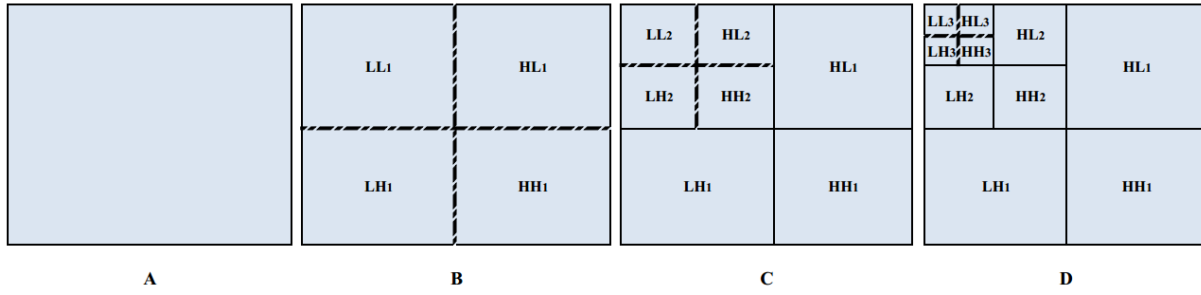 LL1 HL1
LH1 HH1
LL2 HL2
LH2 HH2
HL1
LH1 HH1
LL3 HL3
LH3 HH3
HL2
LH2 HH2
HL1
LH1 HH1
A B C D